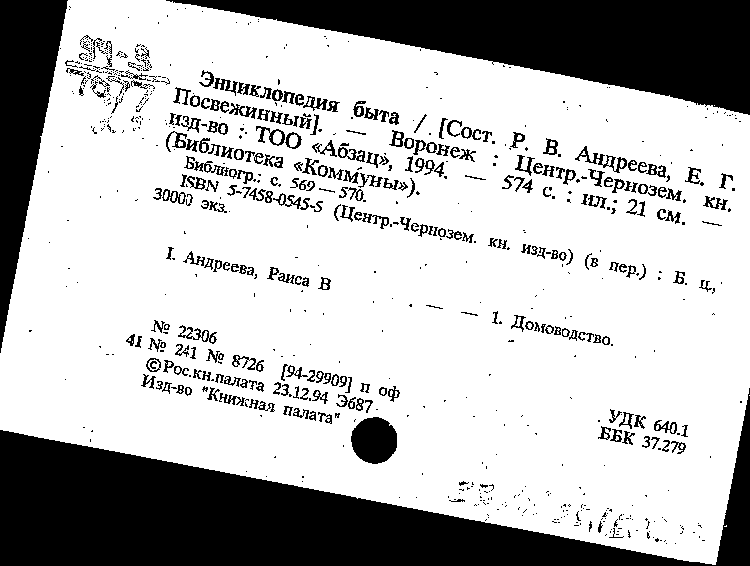 94-3
7077
Энциклопедия быта / [Сост. Р. В. Андреева, Е. Г.
Посвежинный]. — Воронеж : Центр.-Чернозем. кн.
изд-во : ТОО «Абзац», 1994. — 574 с. : ил.; 21 см. —
(Библиотека «Коммуны»).
Библиогр.: с. 569—570.
ISBN 5-7458-0545-5 (Центр.-Чернозем. кн. изд-во) (в пер.) : Б. ц.,
30000 экз.
I. Андреева, Раиса В
— — 1. Домоводство.
№ 22306
41 № 241 № 8726 [94-29909] п оф
©Рос.кн.палата 23.12.94 Э687
Изд-во "Книжная палата"
УДК 640.1
ББК 37.279